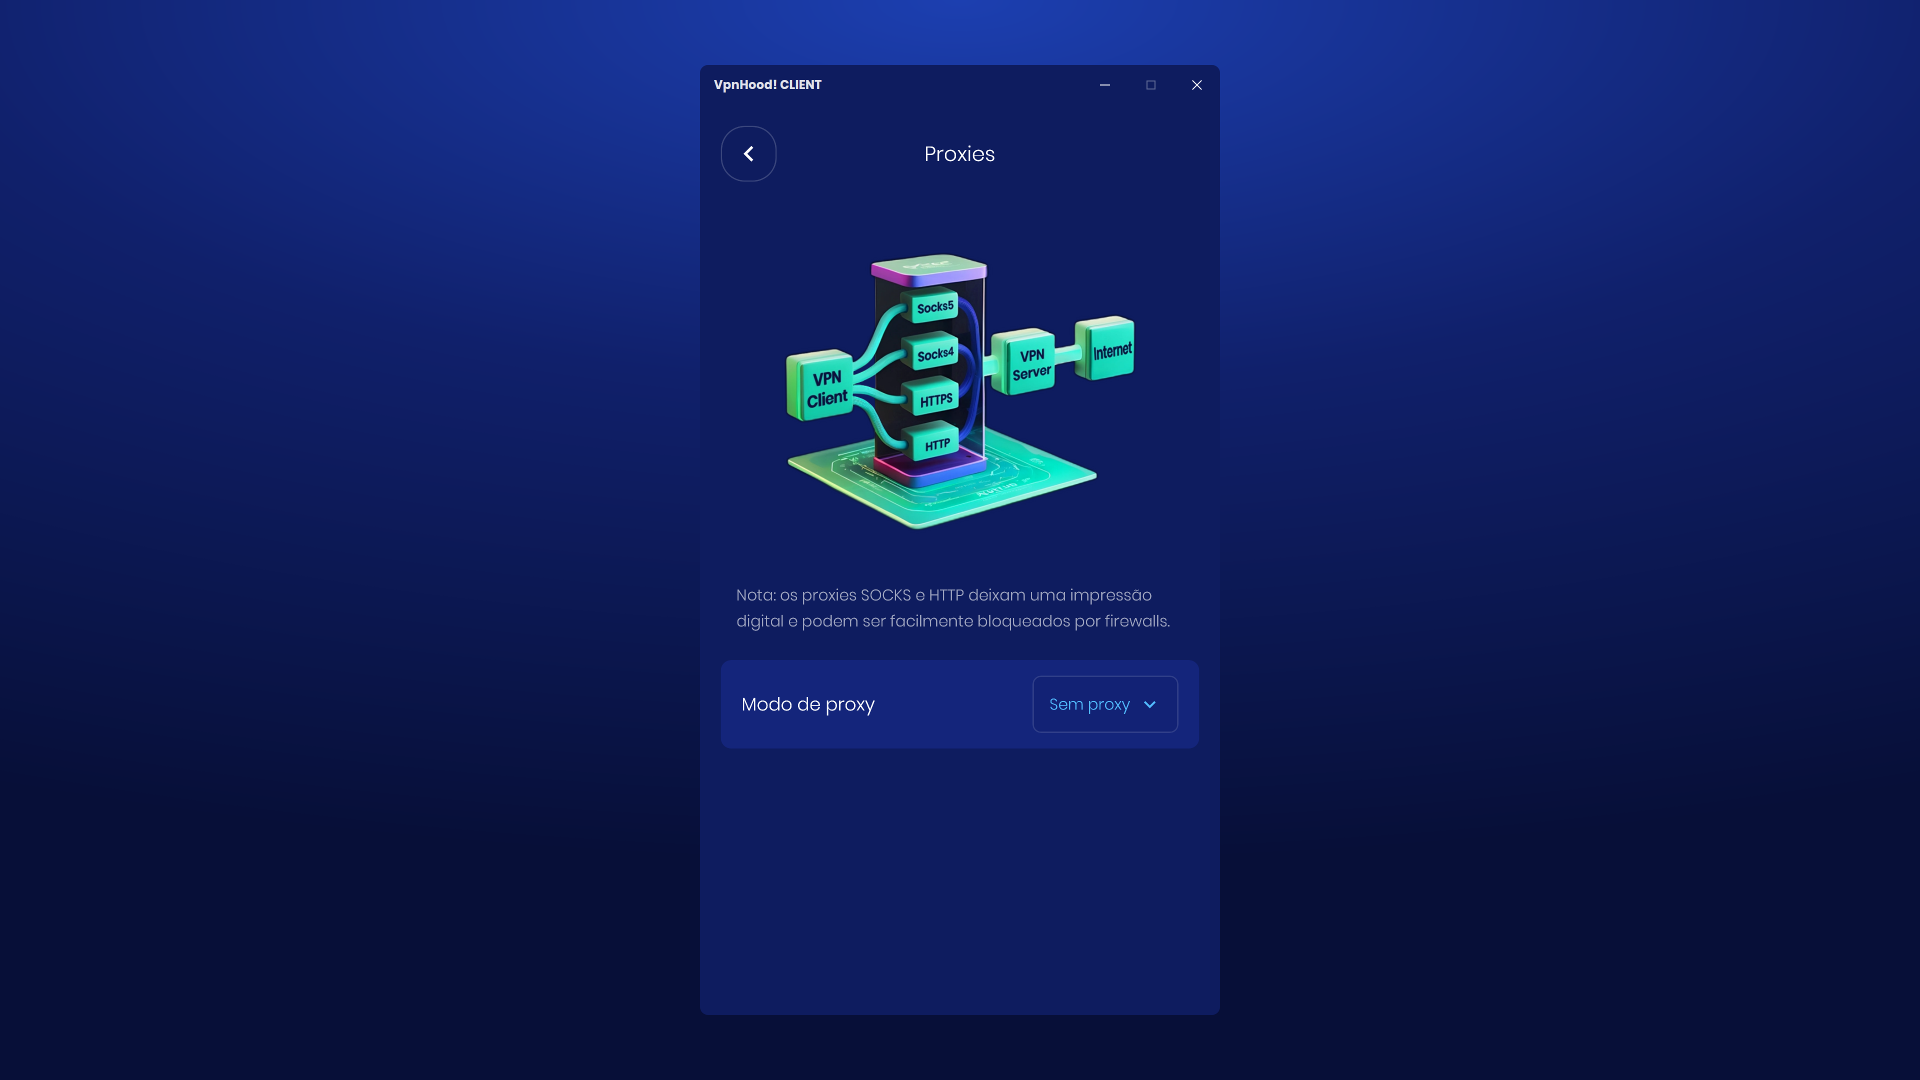 VpnHood! CLIENT
Proxies
Socks5
Socks4
HTTPS
HTTP
VPN
Client
VPN
Server
Internet
Nota: os proxies SOCKS e HTTP deixam uma impressão
digital e podem ser facilmente bloqueados por firewalls.
Modo de proxy
Sem proxy